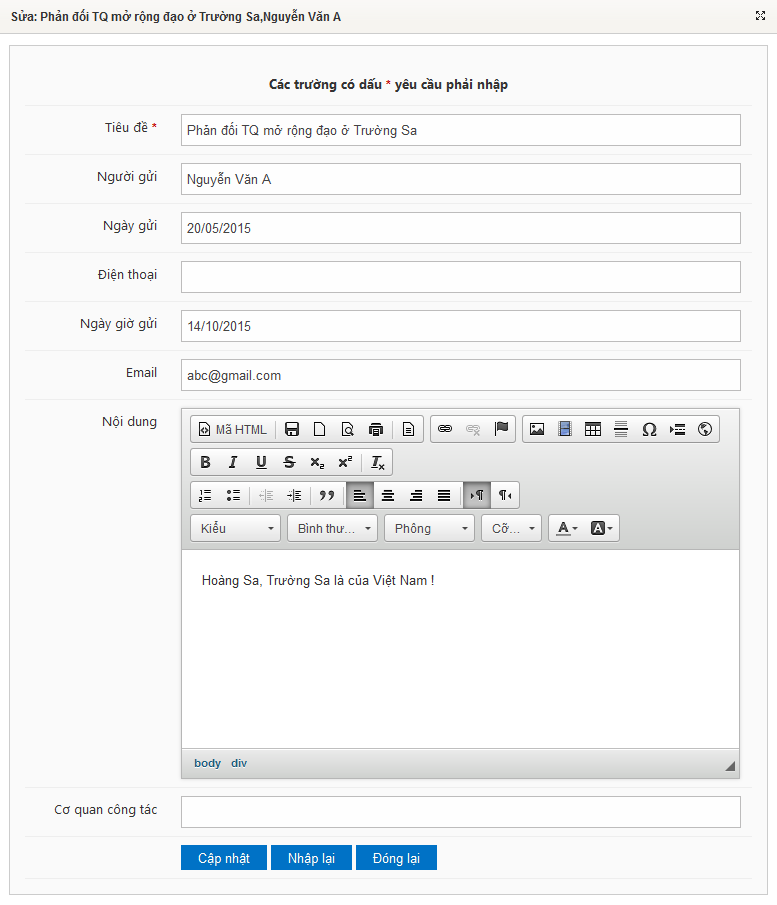 Sửa: Phản đối TQ mở rộng đạo ở Trường Sa,Nguyễn Văn A
Các trường có dấu * yêu cầu phải nhập
Tiêu đề * Phản đối TQ mở rộng đạo ở Trường Sa
Người gửi Nguyễn Văn A
Ngày gửi 20/05/2015
Điện thoại
Ngày giờ gửi 14/10/2015
Email abc@gmail.com
Nội dung
Mã HTML
B I U S x₂ x² Tx
Kiểu Bình thư... Phông Cỡ... A A
Hoàng Sa, Trường Sa là của Việt Nam !
body div
Cơ quan công tác
Cập nhật Nhập lại Đóng lại